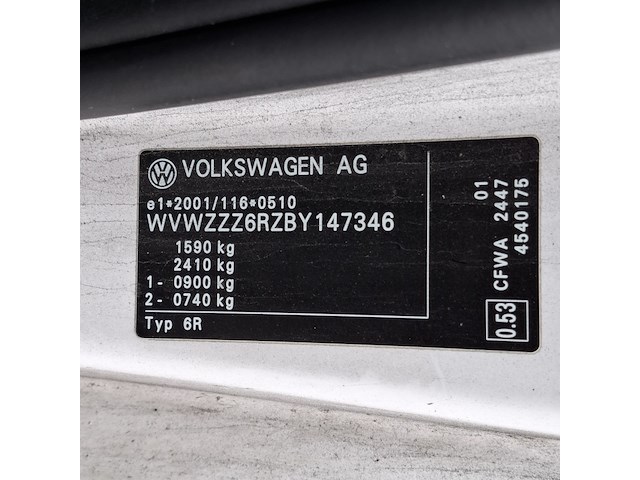 VOLKSWAGEN AG
e1*2001/116*0510
WVWZZZ6RZBY147346
1590 kg
2410 kg
1- 0900 kg
2- 0740 kg
Typ 6R
01
CFWA 2447
4540175
0.53